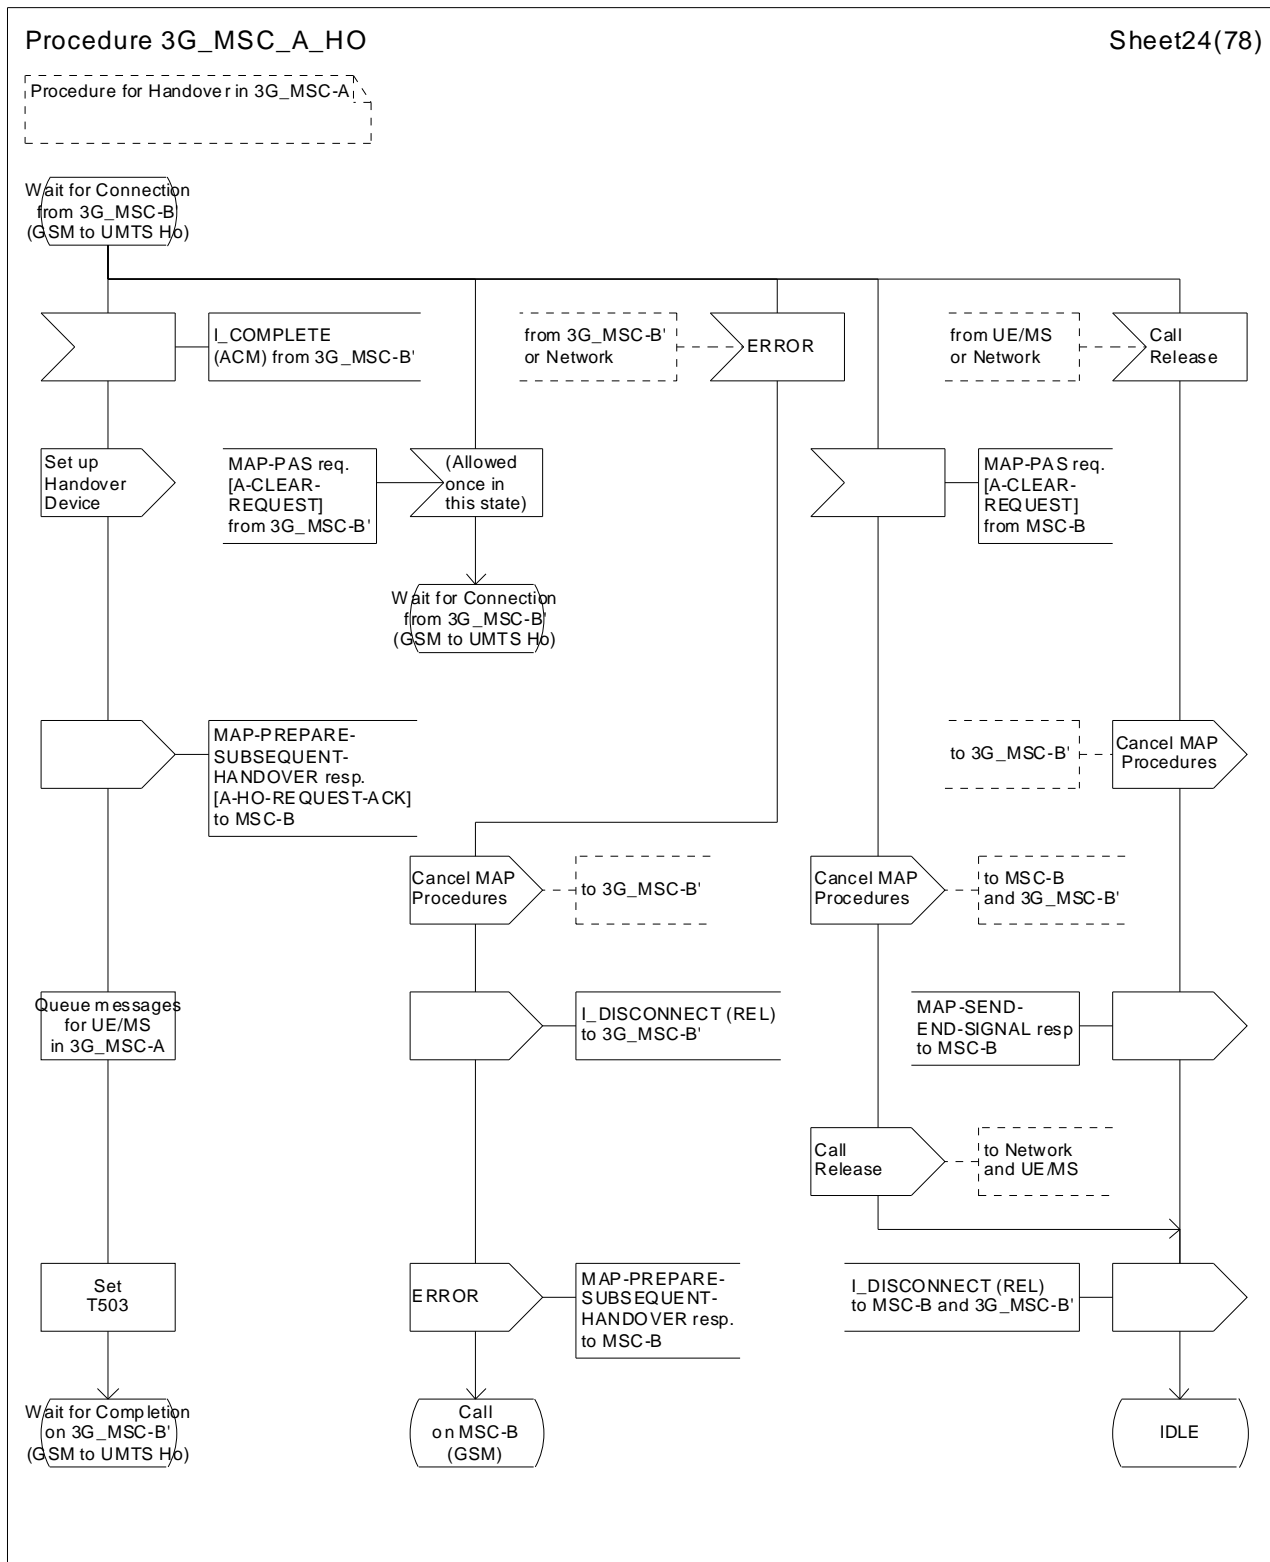 Procedure 3G_MSC_A_HO
Sheet24(78)
Procedure for Handover in 3G_MSC-A
Wait for Connection
from 3G_MSC-B'
(GSM to UMTS Ho)
I_COMPLETE
(ACM) from 3G_MSC-B'
from 3G_MSC-B'
or Network
ERROR
from UE/MS
or Network
Call
Release
Set up
Handover
Device
MAP-PAS req.
[A-CLEAR-
REQUEST]
from 3G_MSC-B'
(Allowed
once in
this state)
MAP-PAS req.
[A-CLEAR-
REQUEST]
from MSC-B
Wait for Connection
from 3G_MSC-B'
(GSM to UMTS Ho)
MAP-PREPARE-
SUBSEQUENT-
HANDOVER resp.
[A-HO-REQUEST-ACK]
to MSC-B
to 3G_MSC-B'
Cancel MAP
Procedures
Cancel MAP
Procedures
to 3G_MSC-B'
Cancel MAP
Procedures
to MSC-B
and 3G_MSC-B'
Queue messages
for UE/MS
in 3G_MSC-A
I_DISCONNECT (REL)
to 3G_MSC-B'
MAP-SEND-
END-SIGNAL resp
to MSC-B
Call
Release
to Network
and UE/MS
Set
T503
ERROR
MAP-PREPARE-
SUBSEQUENT-
HANDOVER resp.
to MSC-B
I_DISCONNECT (REL)
to MSC-B and 3G_MSC-B'
Wait for Completion
on 3G_MSC-B'
(GSM to UMTS Ho)
Call
on MSC-B
(GSM)
IDLE